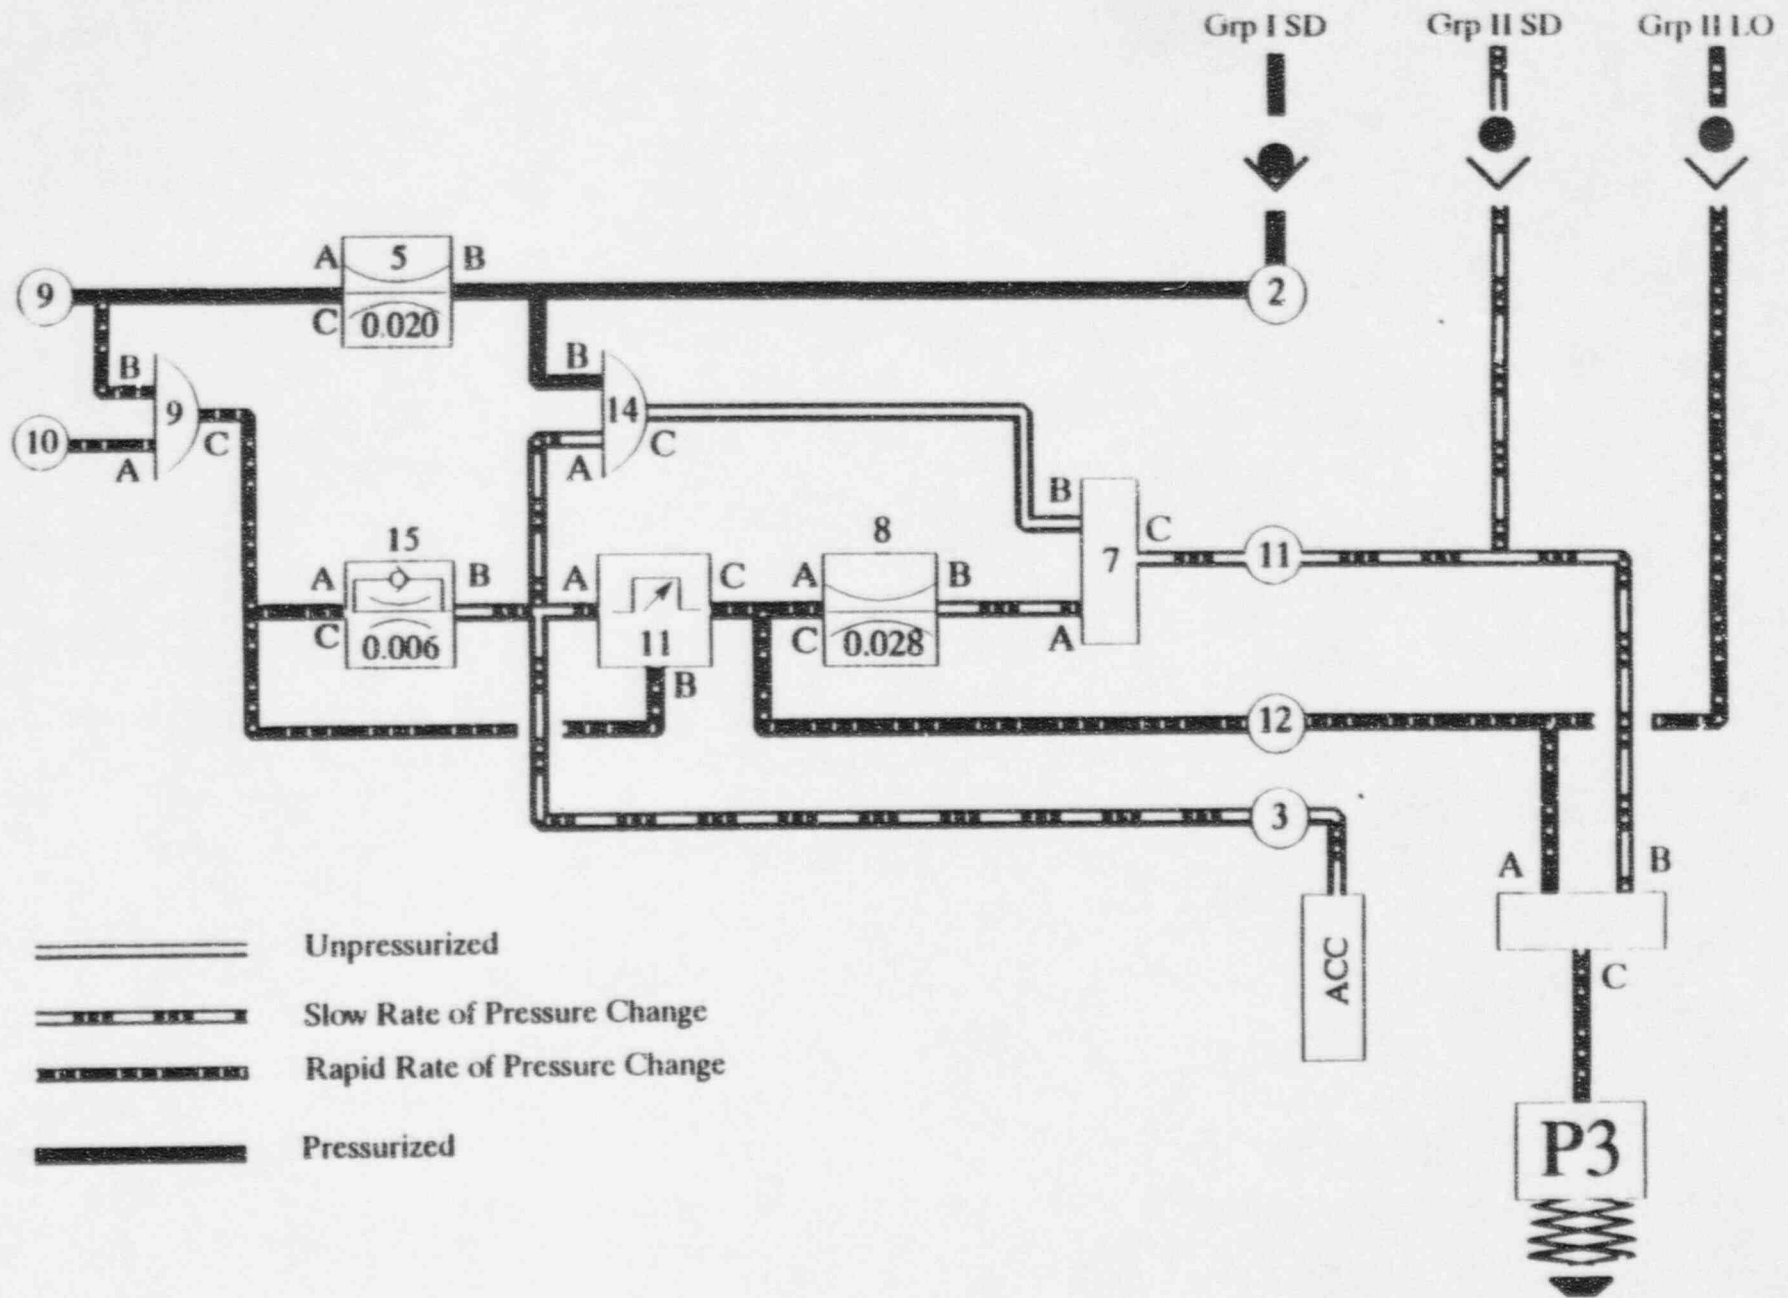 Grp I SD
Grp II SD
Grp II LO
A 5 B
9
C 0.020
2
B
9
10
C
A
B
14
C
A
B
C
15
8
7
11
A B
A C
A B
C 0.006
11
C 0.028
A
B
12
3
A
B
ACC
C
Unpressurized
Slow Rate of Pressure Change
Rapid Rate of Pressure Change
Pressurized
P3